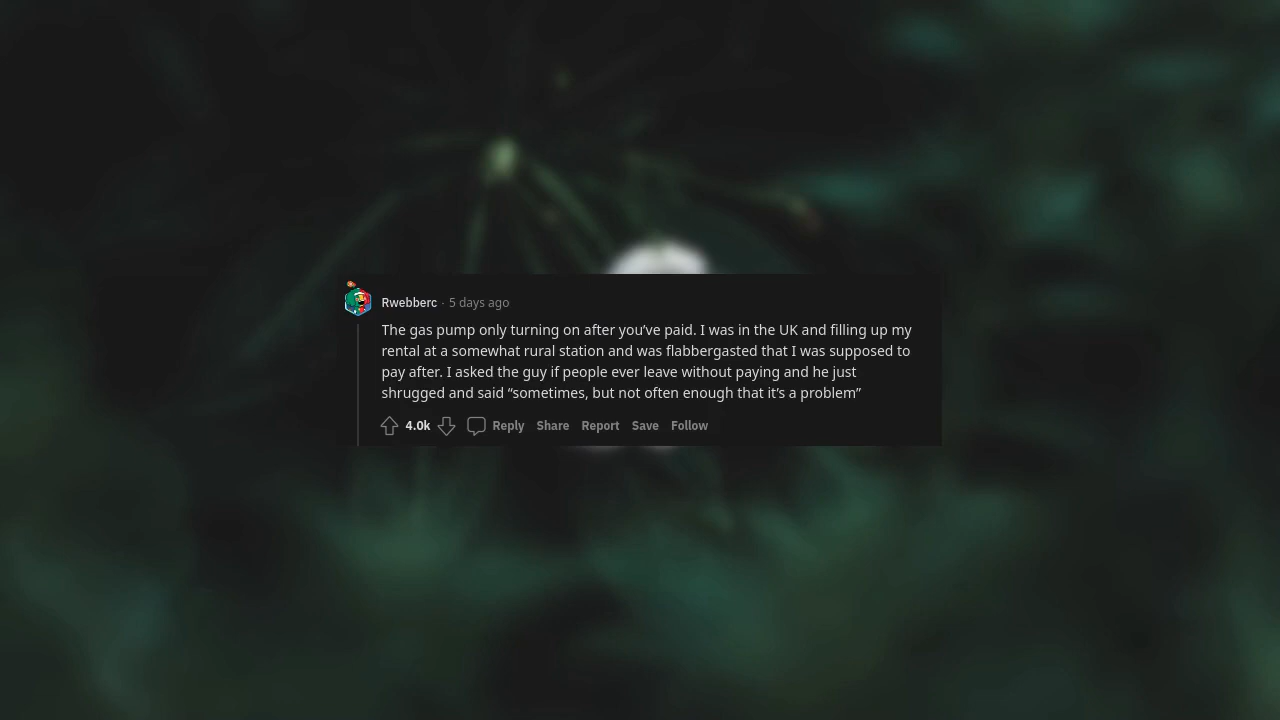 Rwebberc · 5 days ago
The gas pump only turning on after you’ve paid. I was in the UK and filling up my
rental at a somewhat rural station and was flabbergasted that I was supposed to
pay after. I asked the guy if people ever leave without paying and he just
shrugged and said “sometimes, but not often enough that it’s a problem”
4.0k Reply Share Report Save Follow